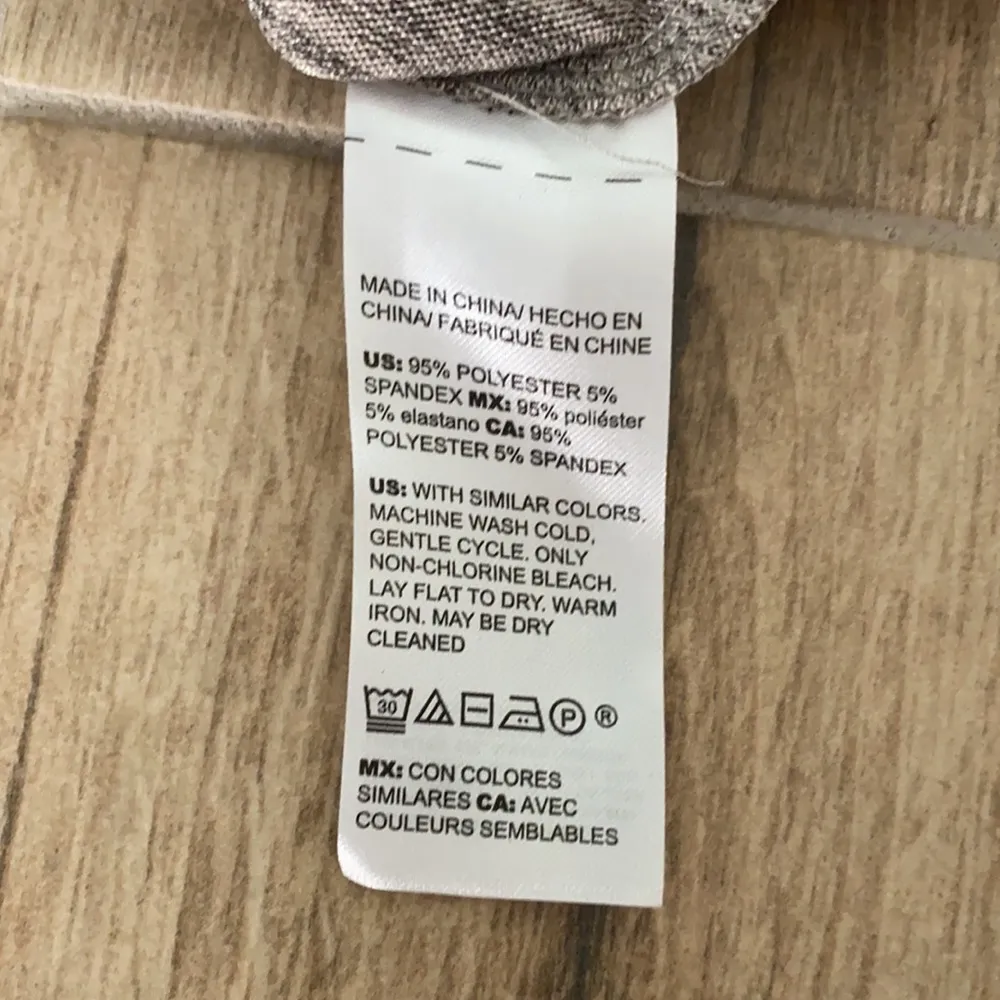 MADE IN CHINA/ HECHO EN
CHINA/ FABRIQUÉ EN CHINE
US: 95% POLYESTER 5%
SPANDEX MX: 95% poliéster
5% elastano CA: 95%
POLYESTER 5% SPANDEX
US: WITH SIMILAR COLORS.
MACHINE WASH COLD,
GENTLE CYCLE. ONLY
NON-CHLORINE BLEACH.
LAY FLAT TO DRY. WARM
IRON. MAY BE DRY
CLEANED
30 P ®
MX: CON COLORES
SIMILARES CA: AVEC
COULEURS SEMBLABLES